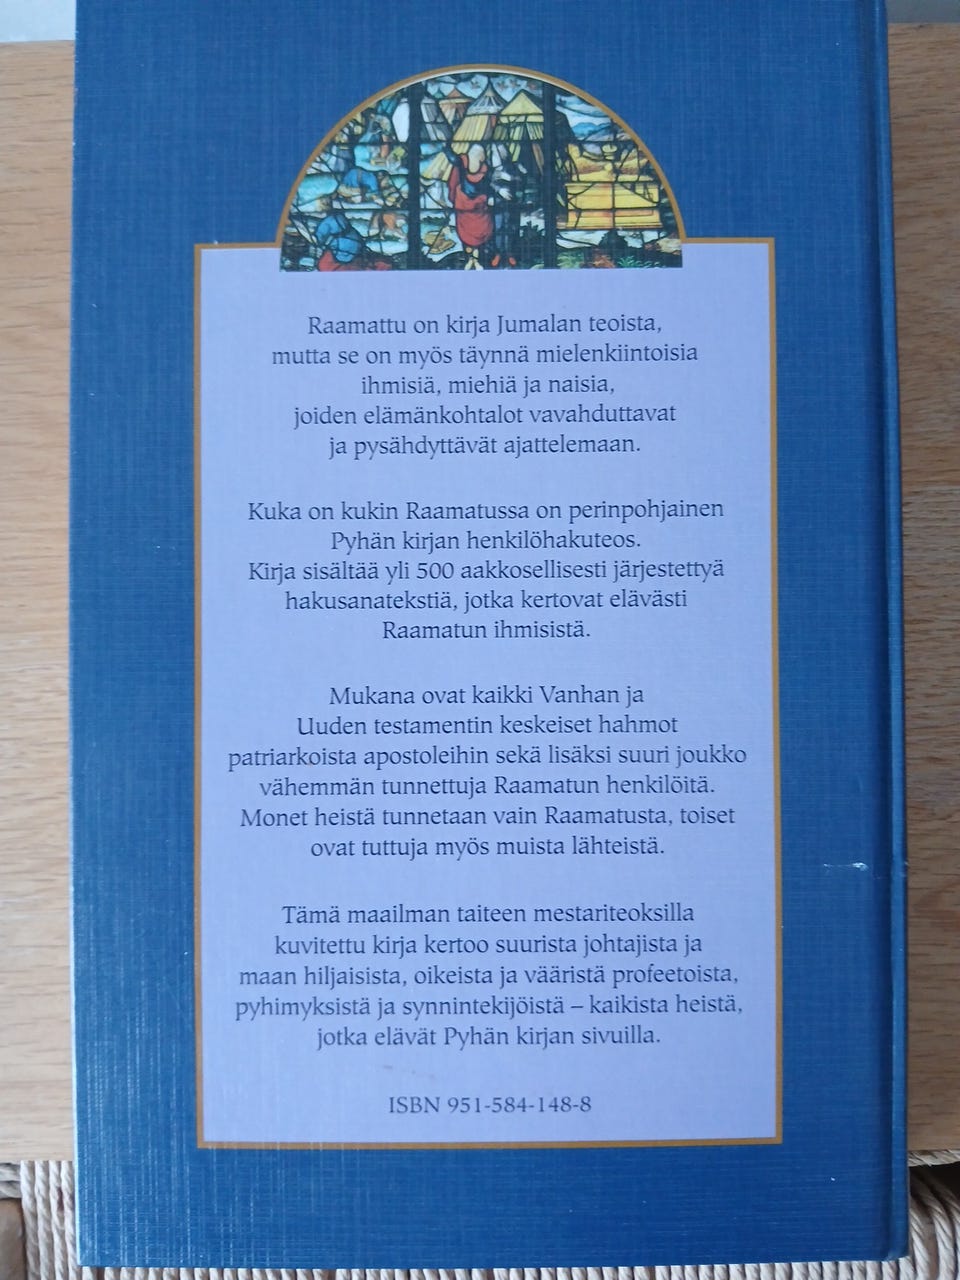 Raamattu on kirja Jumalan teoista,
mutta se on myös täynnä mielenkiintoisia
ihmisiä, miehiä ja naisia,
joiden elämänkohtalot vavahduttavat
ja pysähdyttävät ajattelemaan.
Kuka on kukin Raamatussa on perinpohjainen
Pyhän kirjan henkilöhakuteos.
Kirja sisältää yli 500 aakkosellisesti järjestettyä
hakusanatekstiä, jotka kertovat elävästi
Raamatun ihmisistä.
Mukana ovat kaikki Vanhan ja
Uuden testamentin keskeiset hahmot
patriarkoista apostoleihin sekä lisäksi suuri joukko
vähemmän tunnettuja Raamatun henkilöitä.
Monet heistä tunnetaan vain Raamatusta, toiset
ovat tuttuja myös muista lähteistä.
Tämä maailman taiteen mestariteoksilla
kuvitettu kirja kertoo suurista johtajista ja
maan hiljaisista, oikeista ja vääristä profeetoista,
pyhimyksistä ja synnintekijöistä – kaikista heistä,
jotka elävät Pyhän kirjan sivuilla.
ISBN 951-584-148-8